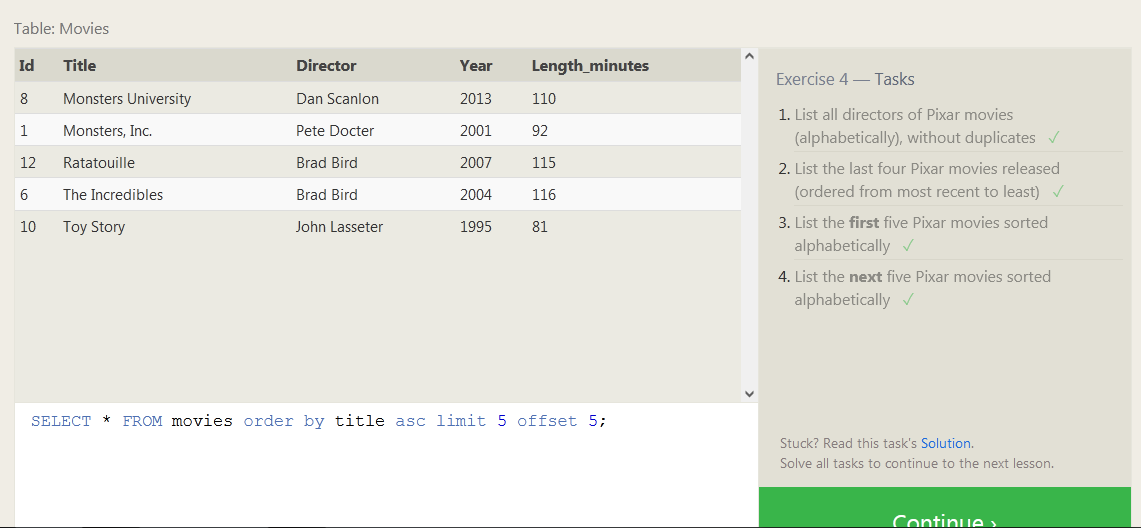 Table: Movies
Id Title Director Year Length_minutes
8 Monsters University Dan Scanlon 2013 110
1 Monsters, Inc. Pete Docter 2001 92
12 Ratatouille Brad Bird 2007 115
6 The Incredibles Brad Bird 2004 116
10 Toy Story John Lasseter 1995 81
SELECT * FROM movies order by title asc limit 5 offset 5;
Exercise 4 — Tasks
1. List all directors of Pixar movies
(alphabetically), without duplicates ✓
2. List the last four Pixar movies released
(ordered from most recent to least) ✓
3. List the first five Pixar movies sorted
alphabetically ✓
4. List the next five Pixar movies sorted
alphabetically ✓
Stuck? Read this task's Solution.
Solve all tasks to continue to the next lesson.
Continue ›